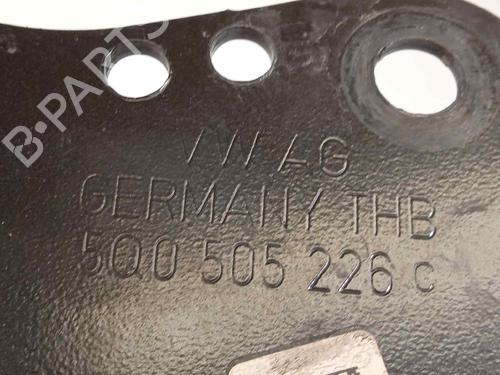 B-PARTS
VW AG
GERMANY THB
5Q0 505 226 C